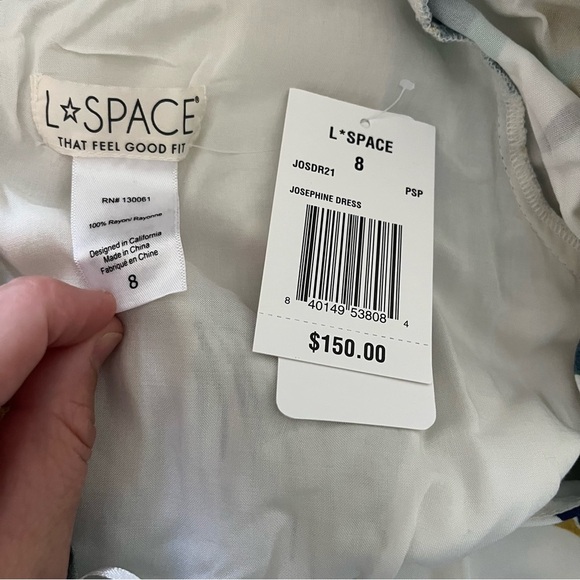 L☆SPACE®
THAT FEEL GOOD FIT
RN# 130061
100% Rayon/ Rayonne
Designed in California
Made in China
Fabriqué en Chine
8
L*SPACE
8
JOSDR21 PSP
JOSEPHINE DRESS
8 40149 53808 4
$150.00